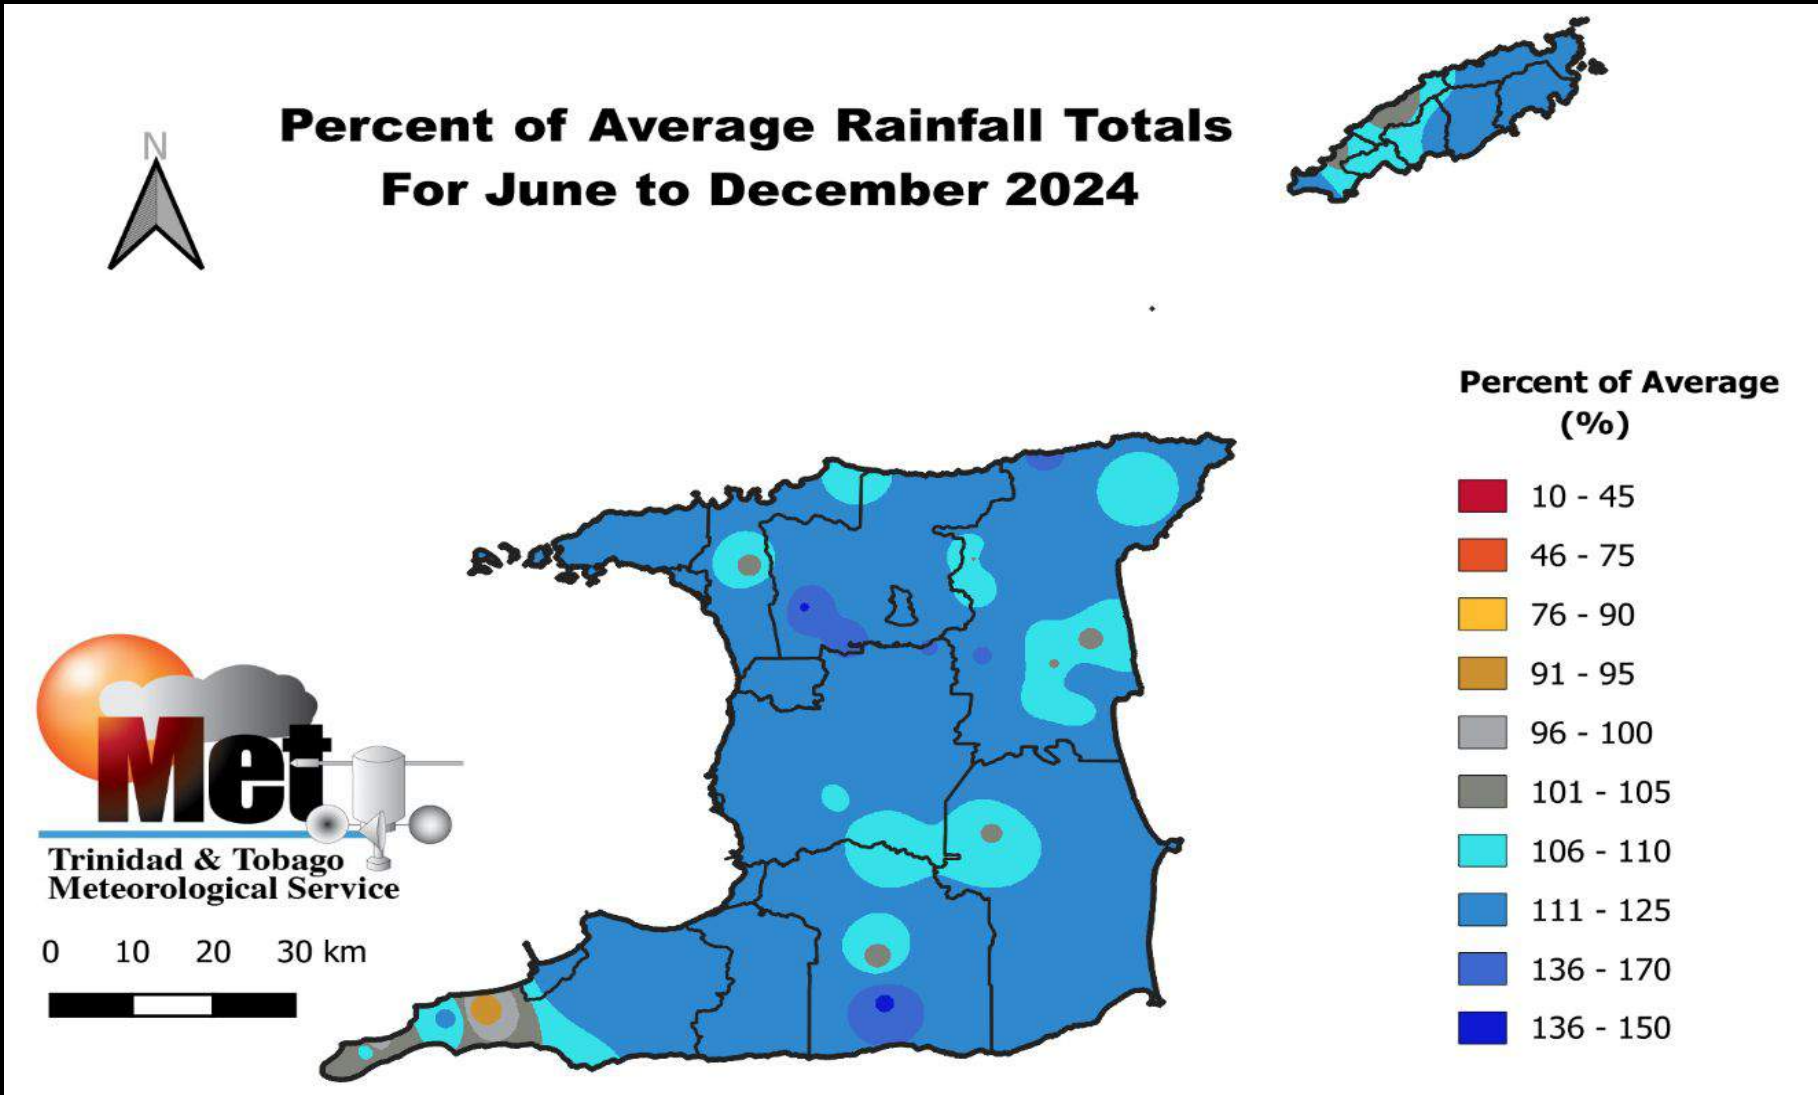 N
Percent of Average Rainfall Totals
For June to December 2024
Percent of Average
(%)
10 - 45
46 - 75
76 - 90
91 - 95
96 - 100
101 - 105
106 - 110
111 - 125
136 - 170
136 - 150
Met
Trinidad & Tobago
Meteorological Service
0 10 20 30 km